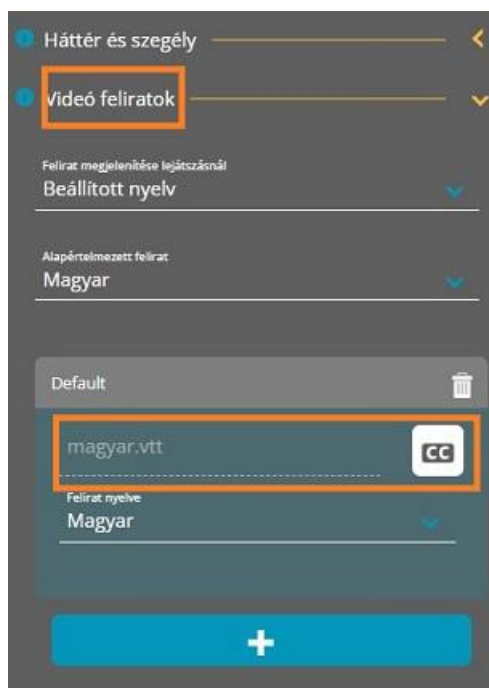 Háttér és szegély
Videó feliratok
Felirat megjelenítése lejátszásnál
Beállított nyelv
Alapértelmezett felirat
Magyar
Default
magyar.vtt
CC
Felirat nyelve
Magyar